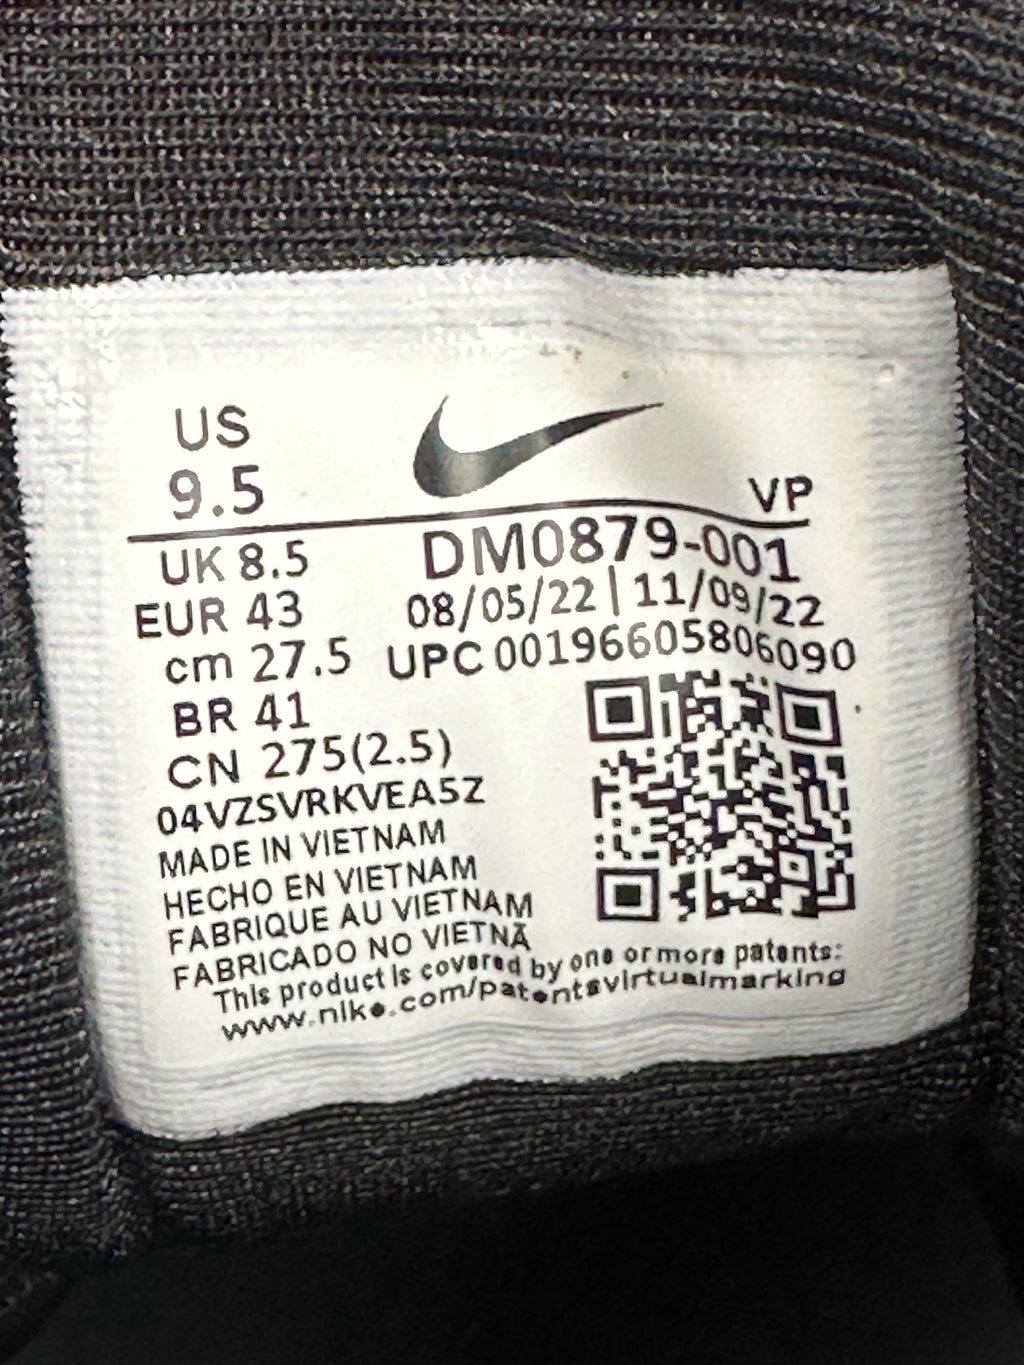 US
9.5
VP
UK 8.5
EUR 43
cm 27.5
BR 41
CN 275(2.5)
DM0879-001
08/05/22 | 11/09/22
UPC 00196605806090
04VZSVRKVEA5Z
MADE IN VIETNAM
HECHO EN VIETNAM
FABRIQUE AU VIETNAM
FABRICADO NO VIETNÃ
This product is covered by one or more patents:
www.nike.com/patentsvirtualmarking